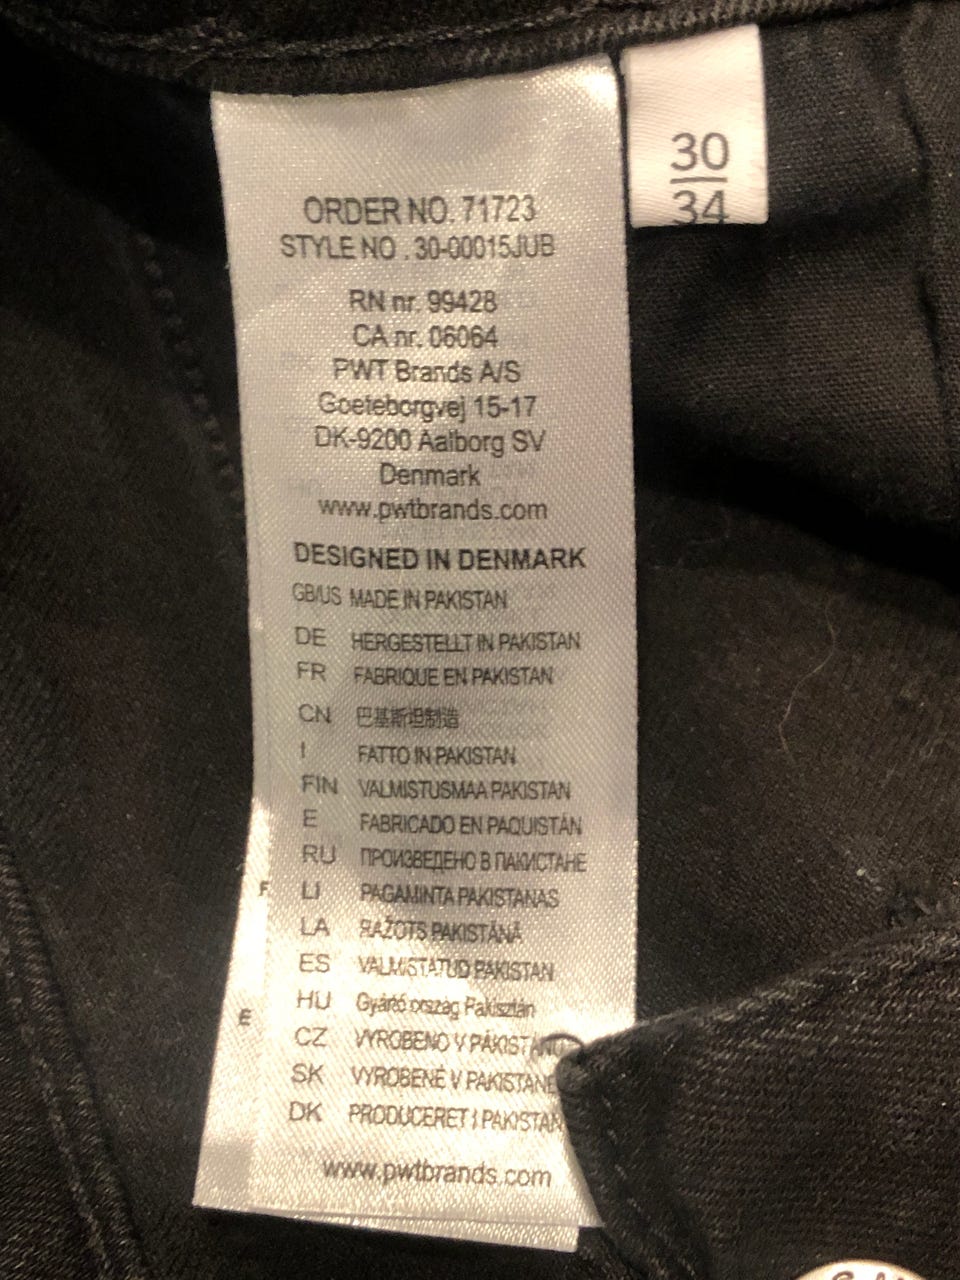 30
34
ORDER NO. 71723
STYLE NO . 30-00015JUB
RN nr. 99428
CA nr. 06064
PWT Brands A/S
Goeteborgvej 15-17
DK-9200 Aalborg SV
Denmark
www.pwtbrands.com
DESIGNED IN DENMARK
GB/US MADE IN PAKISTAN
DE HERGESTELLT IN PAKISTAN
FR FABRIQUE EN PAKISTAN
CN 巴基斯坦制造
I FATTO IN PAKISTAN
FIN VALMISTUSMAA PAKISTAN
E FABRICADO EN PAQUISTÁN
RU ПРОИЗВЕДЕНО В ПАКИСТАНЕ
LI PAGAMINTA PAKISTANAS
LA RAŽOTS PAKISTĀNĀ
ES VALMISTATUD PAKISTAN
HU Gyártó ország Pakisztán
CZ VYROBENO V PÁKISTÁNU
SK VYROBENÉ V PAKISTANE
DK PRODUCERET I PAKISTAN
www.pwtbrands.com
F
E